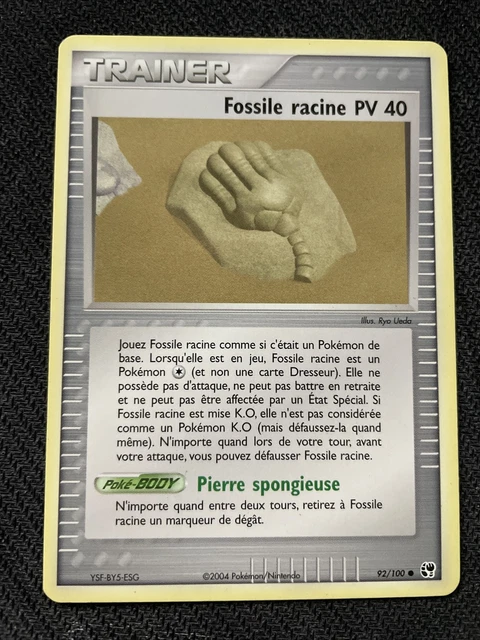 TRAINER
Fossile racine PV 40
Illus. Ryo Ueda
Jouez Fossile racine comme si c'était un Pokémon de
base. Lorsqu'elle est en jeu, Fossile racine est un
Pokémon (et non une carte Dresseur). Elle ne
possède pas d'attaque, ne peut pas battre en retraite
et ne peut pas être affectée par un État Spécial. Si
Fossile racine est mise K.O, elle n'est pas considérée
comme un Pokémon K.O (mais défaussez-la quand
même). N'importe quand lors de votre tour, avant
votre attaque, vous pouvez défausser Fossile racine.
Poké-BODY Pierre spongieuse
N'importe quand entre deux tours, retirez à Fossile
racine un marqueur de dégât.
YSF-BY5-ESG ©2004 Pokémon/Nintendo 92/100